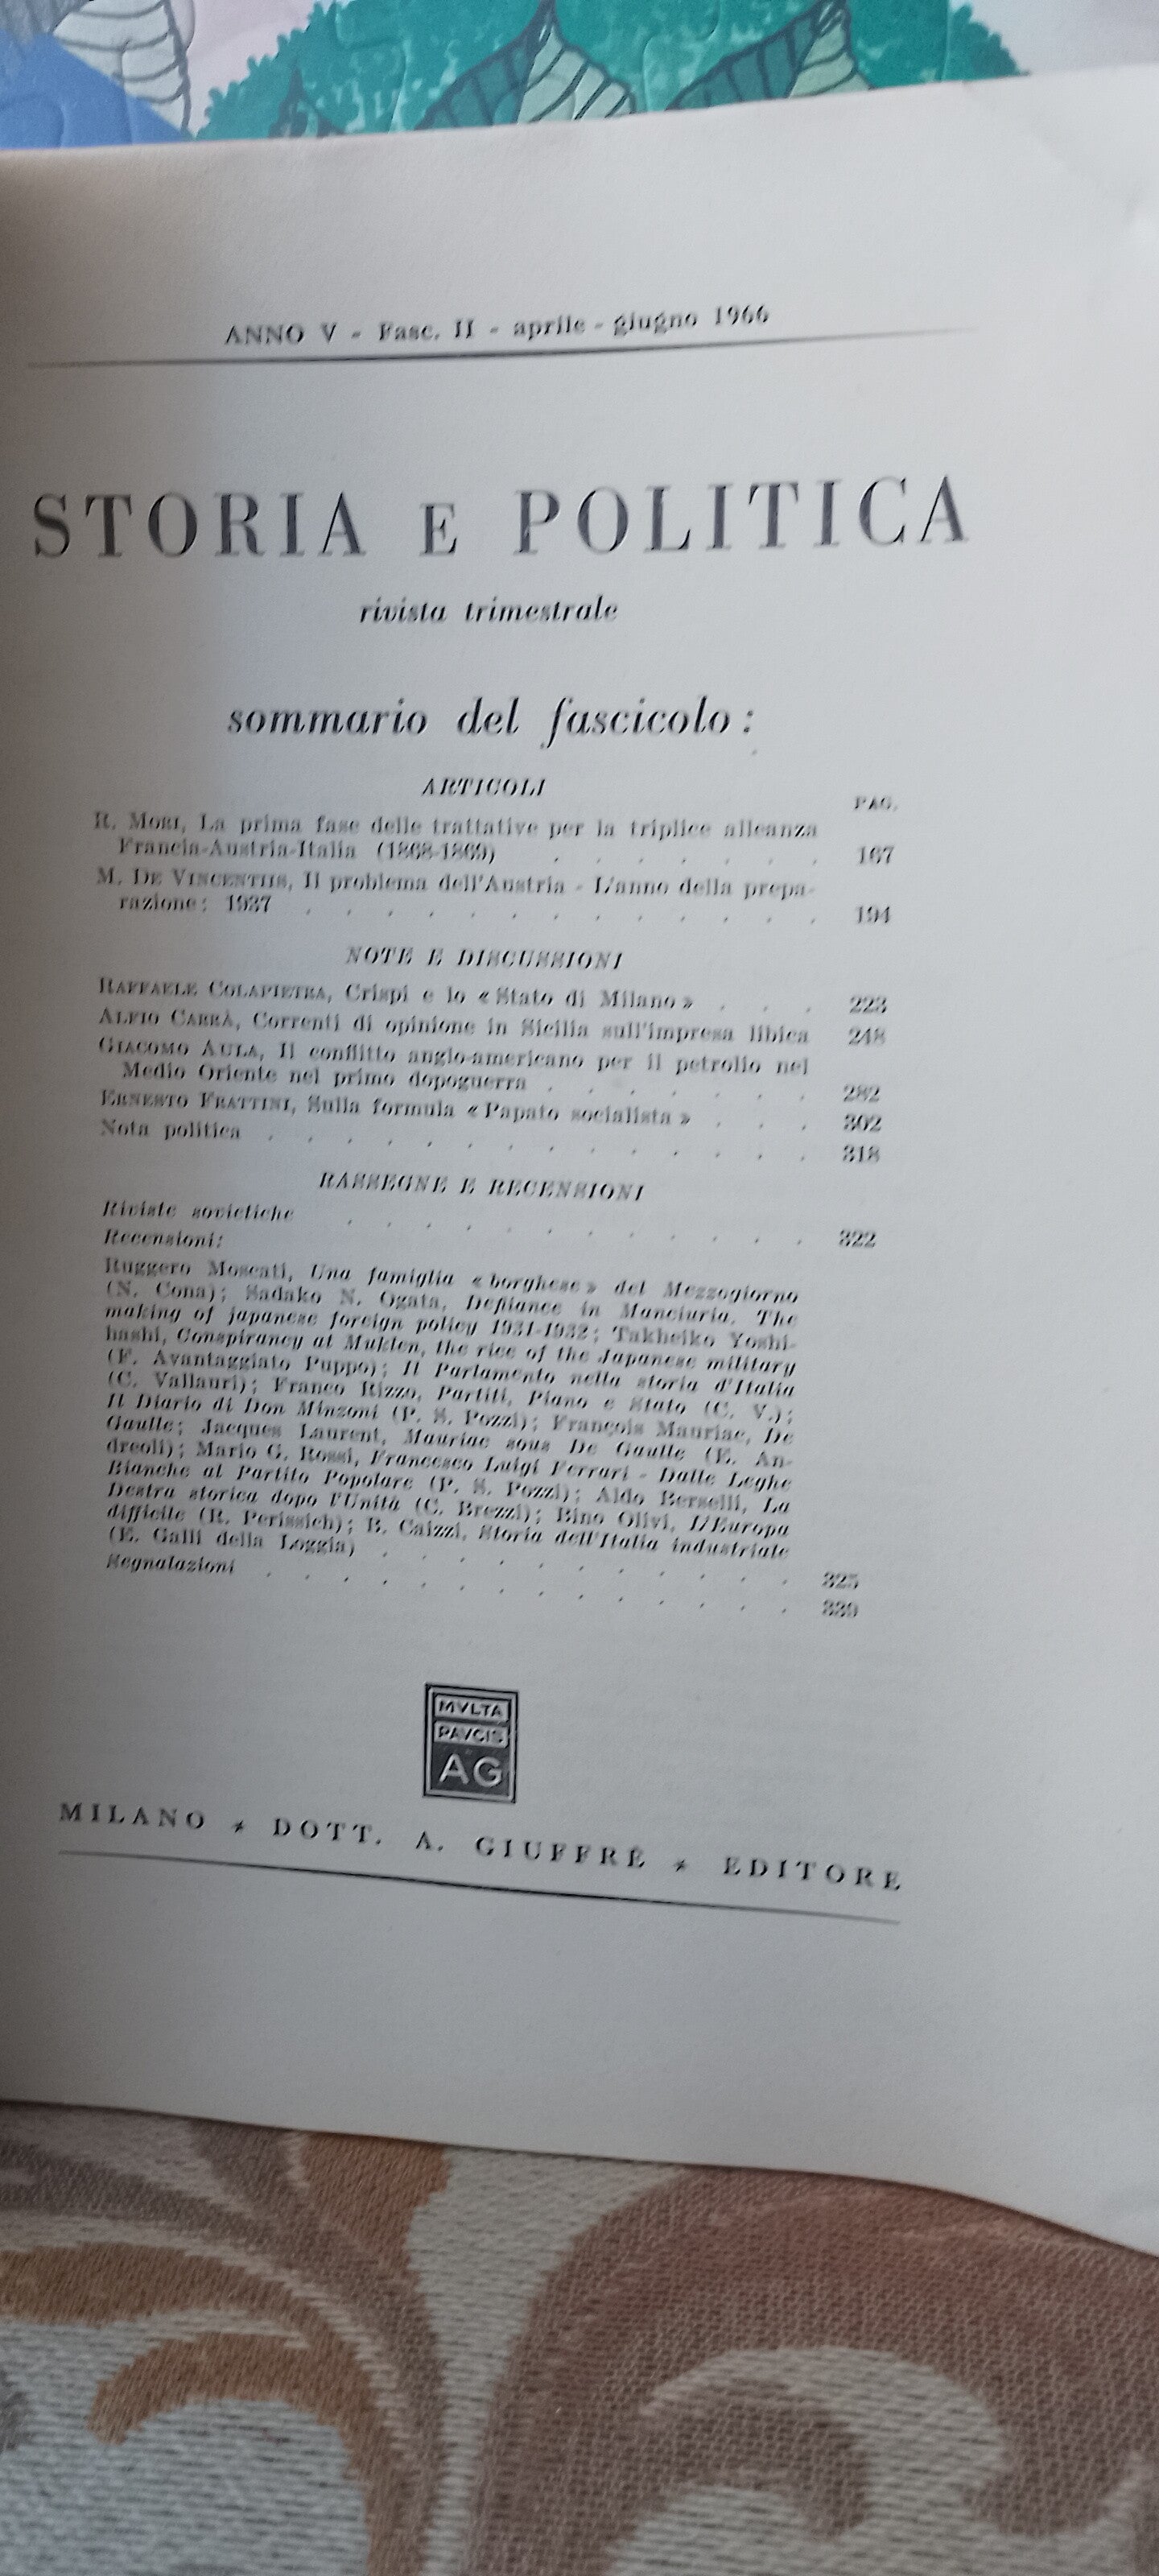 ANNO V - Fasc. II - aprile - giugno 1966
STORIA E POLITICA
rivista trimestrale
sommario del fascicolo:
ARTICOLI
PAG.
R. MORI, La prima fase delle trattative per la triplice alleanza
Francia-Austria-Italia (1868-1869) . . . . . . . 167
M. DE VINCENTIIS, Il problema dell'Austria - L'anno della prepa-
razione: 1937 . . . . . . . . . . . . . 194
NOTE E DISCUSSIONI
RAFFAELE COLAPIETRA, Crispi e lo « Stato di Milano » . . . 223
ALFIO CARRÀ, Correnti di opinione in Sicilia sull'impresa libica 248
GIACOMO AULA, Il conflitto anglo-americano per il petrolio nel
Medio Oriente nel primo dopoguerra . . . . . . . 282
ERNESTO FRATTINI, Sulla formula « Papato socialista » . . . 302
Nota politica . . . . . . . . . . . . . . 318
RASSEGNE E RECENSIONI
Riviste sovietiche . . . . . . . . . . . . 322
Recensioni:
Ruggero Moscati, Una famiglia « borghese » del Mezzogiorno
(N. Cona); Sadako N. Ogata, Defiance in Manciuria. The
making of japanese foreign policy 1931-1932; Takheiko Yoshi-
hashi, Conspirancy at Mukden, the rice of the Japanese military
(F. Avantaggiato Puppo); Il Parlamento nella storia d'Italia
(C. Vallauri); Franco Rizzo, Partiti, Piano e Stato (C. V.);
Il Diario di Don Minzoni (P. S. Pozzi); François Mauriac, De
Gaulle; Jacques Laurent, Mauriac sous De Gaulle (E. An-
dreoli); Mario G. Rossi, Francesco Luigi Ferrari - Dalle Leghe
Bianche al Partito Popolare (P. S. Pozzi); Aldo Berselli, La
Destra storica dopo l'Unità (C. Brezzi); Bino Olivi, L'Europa
difficile (R. Perissich); B. Caizzi, Storia dell'Italia industriale
(E. Galli della Loggia) . . . . . . . . . . . 325
Segnalazioni . . . . . . . . . . . . . . 339
MVLTA
PAVCIS
AG
MILANO * DOTT. A. GIUFFRÈ * EDITORE